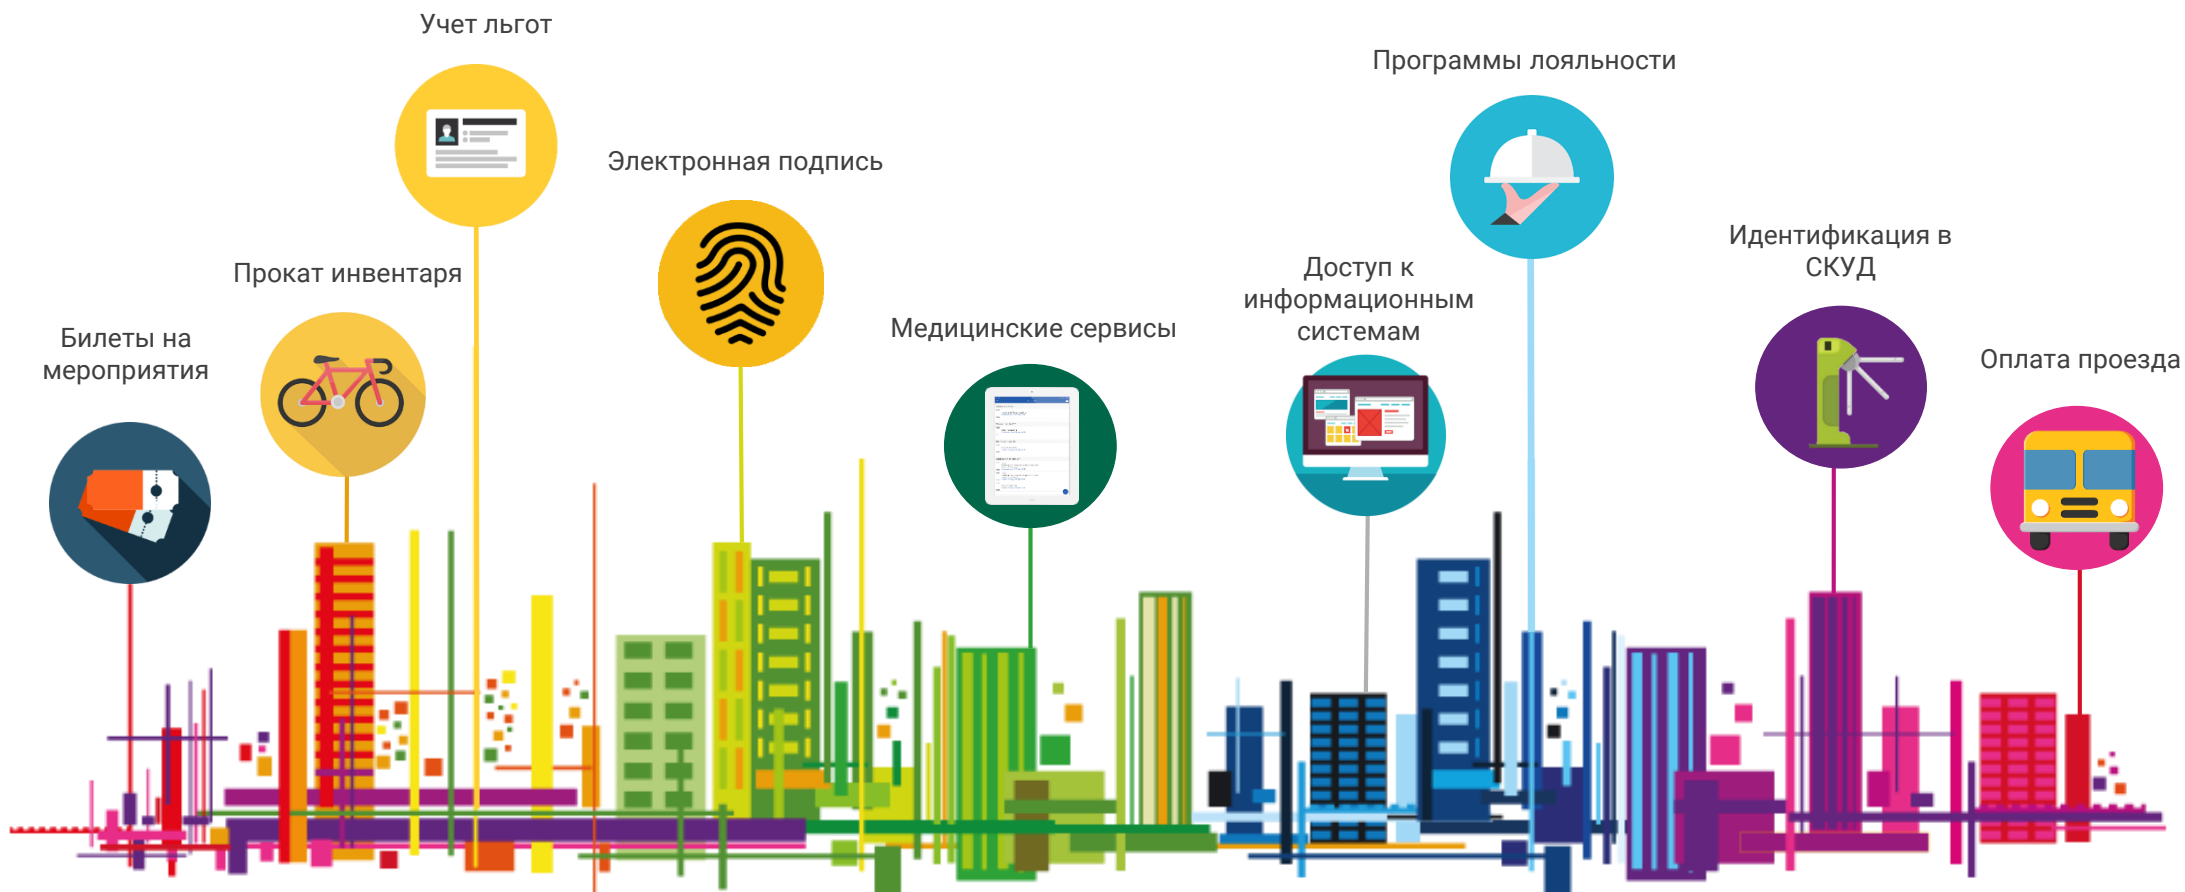 Учет льгот
Программы лояльности
Электронная подпись
Идентификация в
СКУД
Прокат инвентаря
Доступ к
информационным
системам
Билеты на
мероприятия
Медицинские сервисы
Оплата проезда